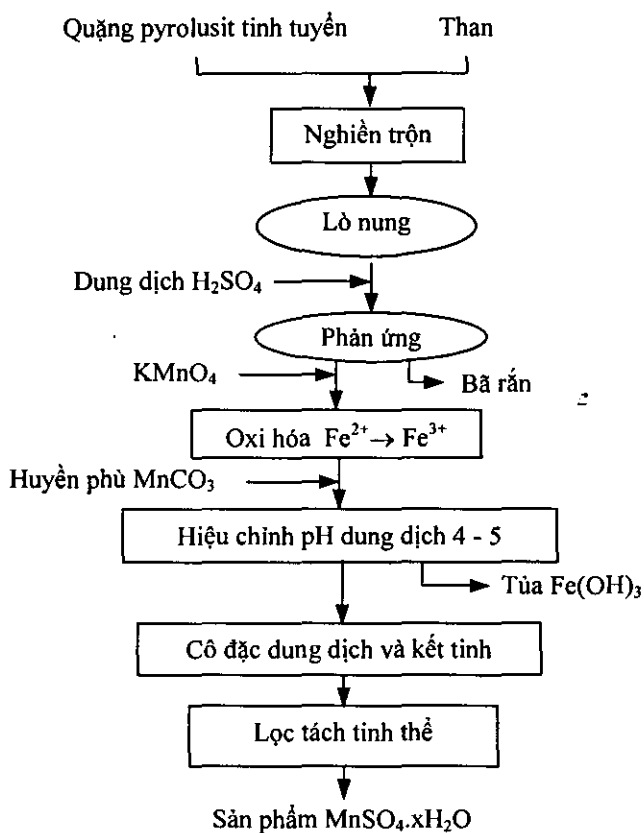 Quặng pyrolusit tinh tuyển Than
Nghiền trộn
Lò nung
Dung dịch H₂SO₄
Phản ứng
KMnO₄
Bã rắn
Oxi hóa Fe²⁺ → Fe³⁺
Huyền phù MnCO₃
Hiệu chỉnh pH dung dịch 4 - 5
Tủa Fe(OH)₃
Cô đặc dung dịch và kết tinh
Lọc tách tinh thể
Sản phẩm MnSO₄.xH₂O